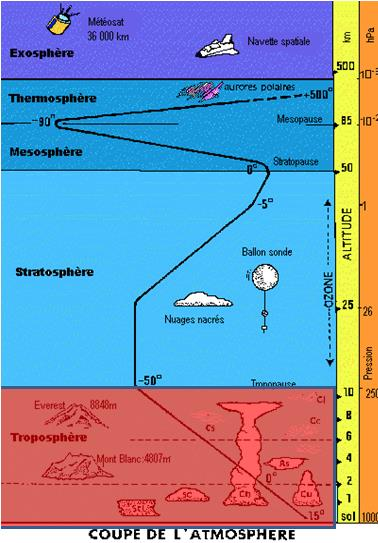 Météosat
36 000 km
Navette spatiale
Exosphère
km
hPa
500
10⁻³
Thermosphère
aurores polaires
+500°
-90°
Mesopause
85
10⁻²
Mesosphère
Stratopause
0°
50
-5°
1
ALTITUDE
Ballon sonde
OZONE
Stratosphère
Nuages nacrés
25
26
Pression
-50°
Tropopause
10
250
Everest
8848m
Ci
8
Cs
Cc
Troposphère
6
Mont Blanc:4807m
As
4
0°
2
Sc
Cb
Cu
1
15°
sol
1000
COUPE DE L'ATMOSPHERE